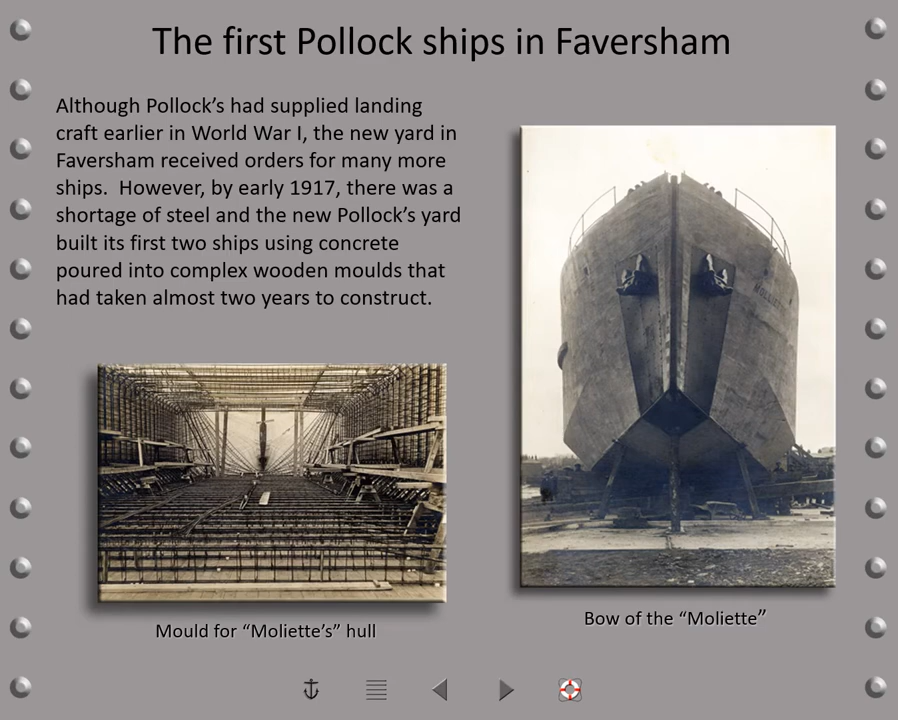 The first Pollock ships in Faversham
Although Pollock’s had supplied landing
craft earlier in World War I, the new yard in
Faversham received orders for many more
ships.  However, by early 1917, there was a
shortage of steel and the new Pollock’s yard
built its first two ships using concrete
poured into complex wooden moulds that
had taken almost two years to construct.
MOLLIETTE
Mould for “Moliette’s” hull
Bow of the “Moliette”